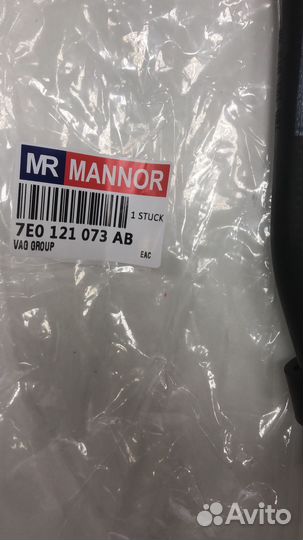 MR MANNOR
1 STUCK
7E0 121 073 AB
VAG GROUP
EAC
Avito